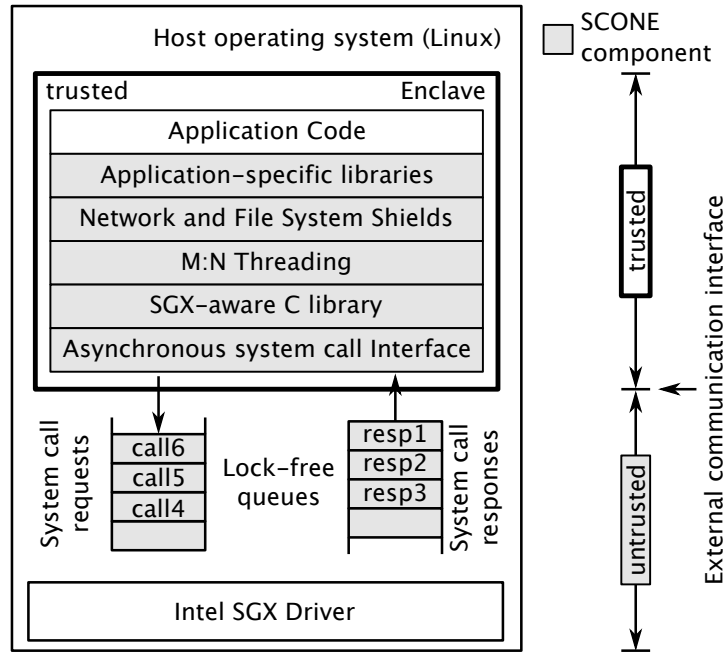 Host operating system (Linux)
SCONE
component
trusted
Enclave
Application Code
Application-specific libraries
Network and File System Shields
M:N Threading
SGX-aware C library
Asynchronous system call Interface
System call
requests
call6
call5
call4
Lock-free
queues
resp1
resp2
resp3
System call
responses
Intel SGX Driver
trusted
untrusted
External communication interface